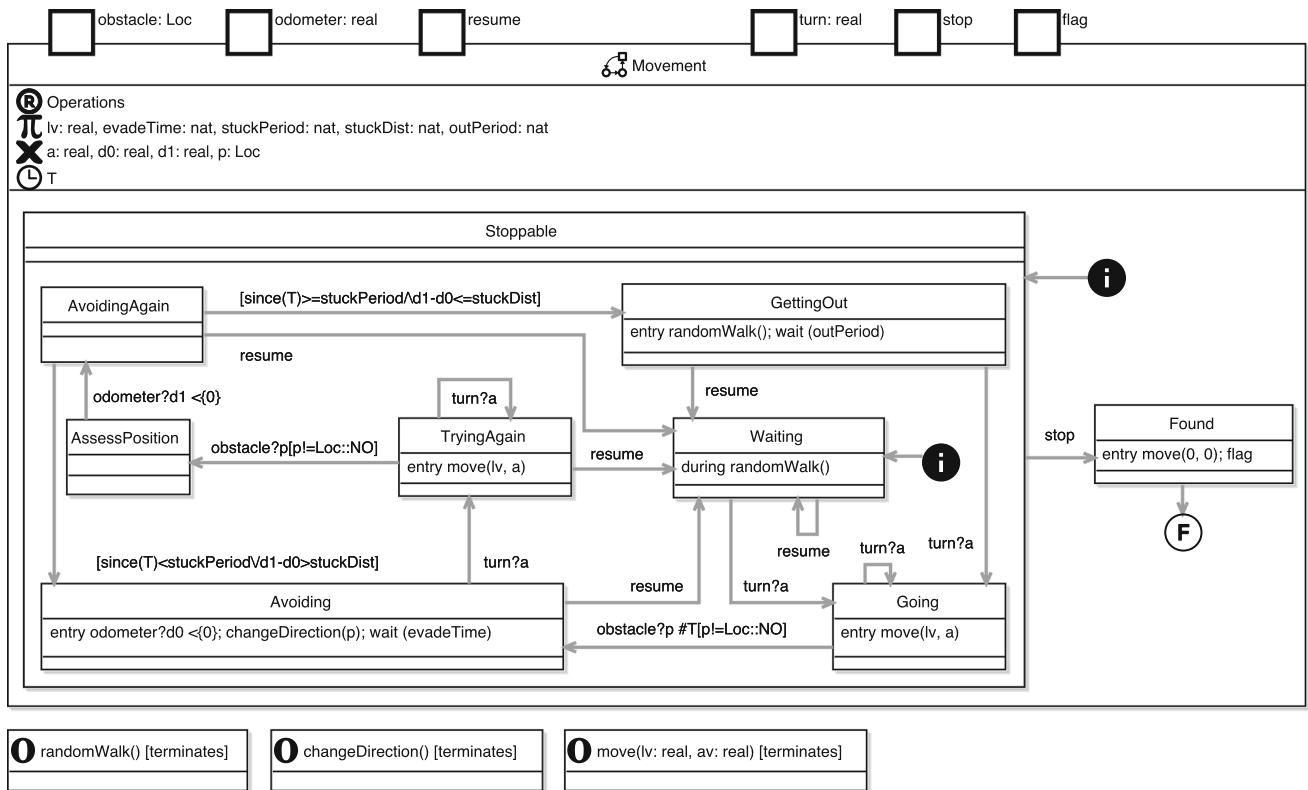 obstacle: Loc odometer: real resume turn: real stop flag
Movement
R Operations
π lv: real, evadeTime: nat, stuckPeriod: nat, stuckDist: nat, outPeriod: nat
X a: real, d0: real, d1: real, p: Loc
T
Stoppable
i
AvoidingAgain
[since(T)>=stuckPeriod/\d1-d0<=stuckDist]
GettingOut
entry randomWalk(); wait (outPeriod)
resume
odometer?d1 <{0}
turn?a
resume
AssessPosition
obstacle?p[p!=Loc::NO]
TryingAgain
entry move(lv, a)
resume
Waiting
during randomWalk()
i
stop
Found
entry move(0, 0); flag
F
resume
turn?a
turn?a
[since(T)<stuckPeriod\/d1-d0>stuckDist]
turn?a
resume
turn?a
Avoiding
entry odometer?d0 <{0}; changeDirection(p); wait (evadeTime)
obstacle?p #T[p!=Loc::NO]
Going
entry move(lv, a)
O randomWalk() [terminates]
O changeDirection() [terminates]
O move(lv: real, av: real) [terminates]